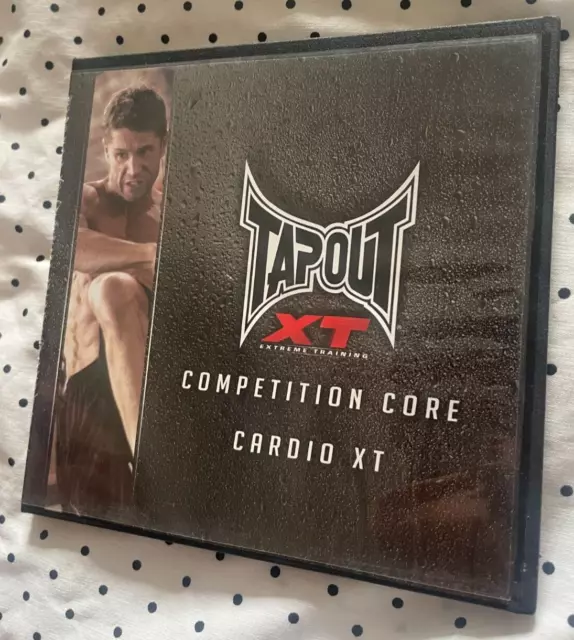 TAPOUT
XT
EXTREME TRAINING
COMPETITION CORE
CARDIO XT